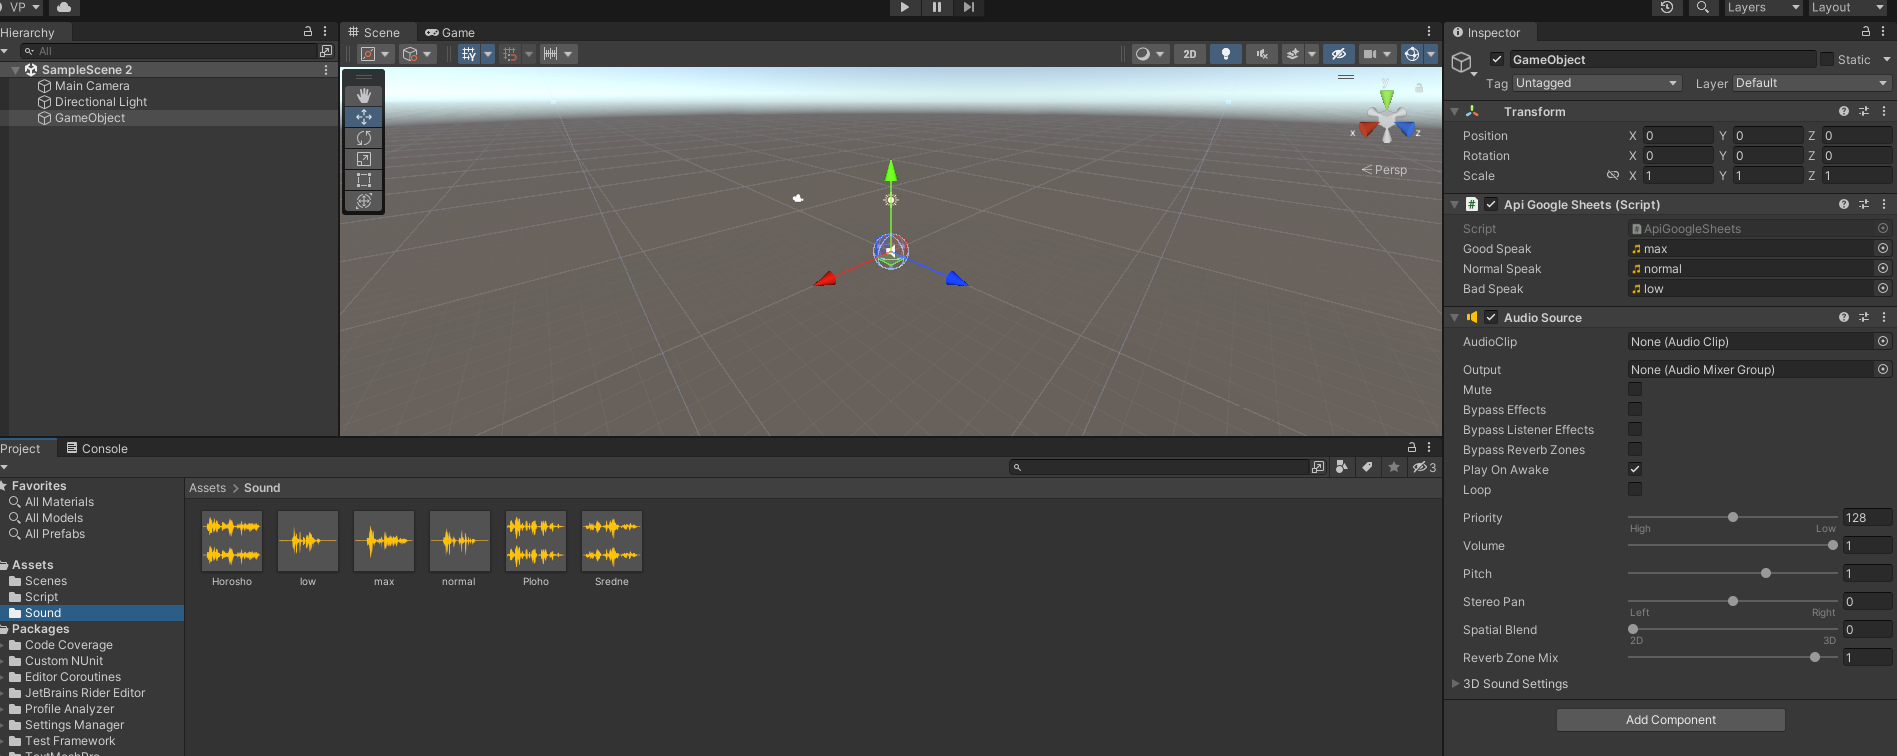 VP
Layers
Layout
Hierarchy
All
SampleScene 2
Main Camera
Directional Light
GameObject
Scene
Game
2D
y
x
z
Persp
Project
Console
3
Favorites
All Materials
All Models
All Prefabs
Assets
Scenes
Script
Sound
Packages
Code Coverage
Custom NUnit
Editor Coroutines
JetBrains Rider Editor
Profile Analyzer
Settings Manager
Test Framework
TextMeshPro
Assets > Sound
Horosho low max normal Ploho Sredne
Inspector
GameObject Static
Tag Untagged Layer Default
Transform
Position X 0 Y 0 Z 0
Rotation X 0 Y 0 Z 0
Scale X 1 Y 1 Z 1
# Api Google Sheets (Script)
Script ApiGoogleSheets
Good Speak max
Normal Speak normal
Bad Speak low
Audio Source
AudioClip None (Audio Clip)
Output None (Audio Mixer Group)
Mute
Bypass Effects
Bypass Listener Effects
Bypass Reverb Zones
Play On Awake
Loop
Priority 128
High Low
Volume 1
Pitch 1
Stereo Pan 0
Left Right
Spatial Blend 0
2D 3D
Reverb Zone Mix 1
3D Sound Settings
Add Component